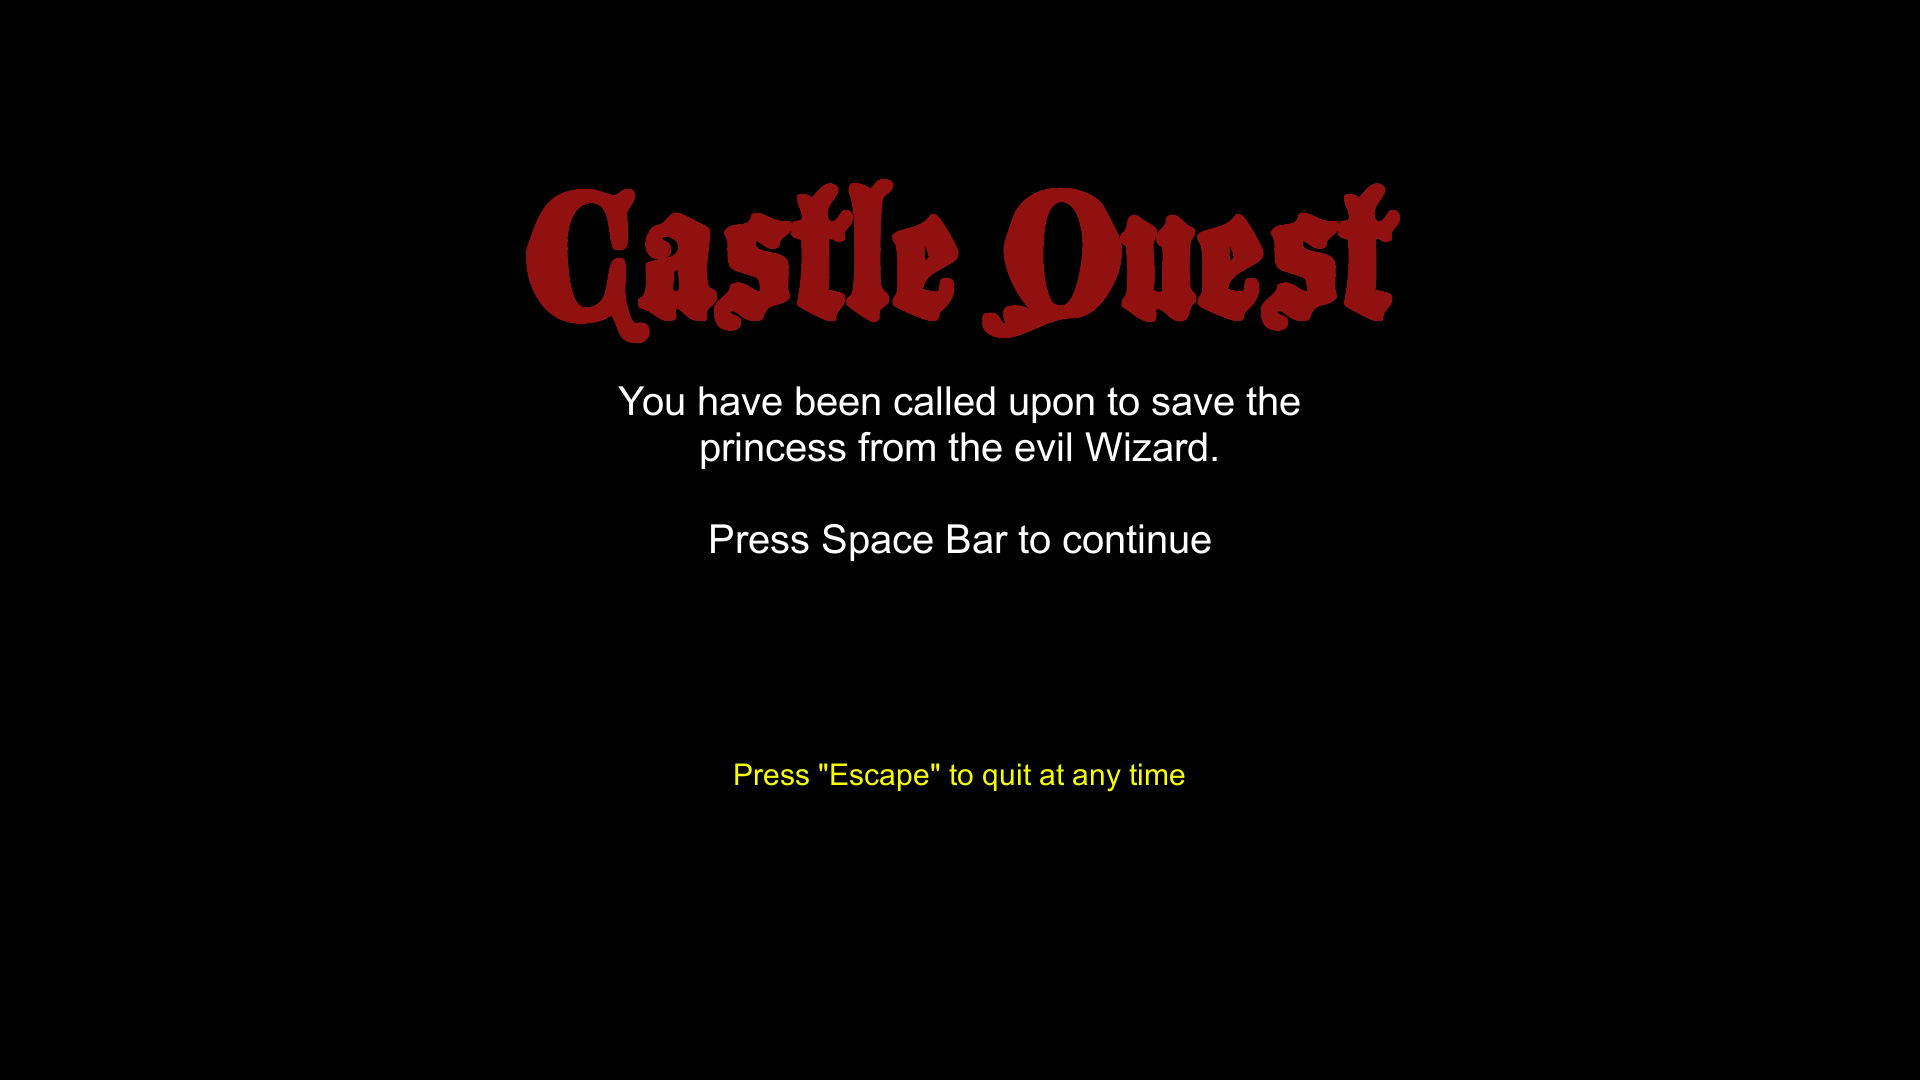 Castle Quest
You have been called upon to save the
princess from the evil Wizard.
Press Space Bar to continue
Press "Escape" to quit at any time